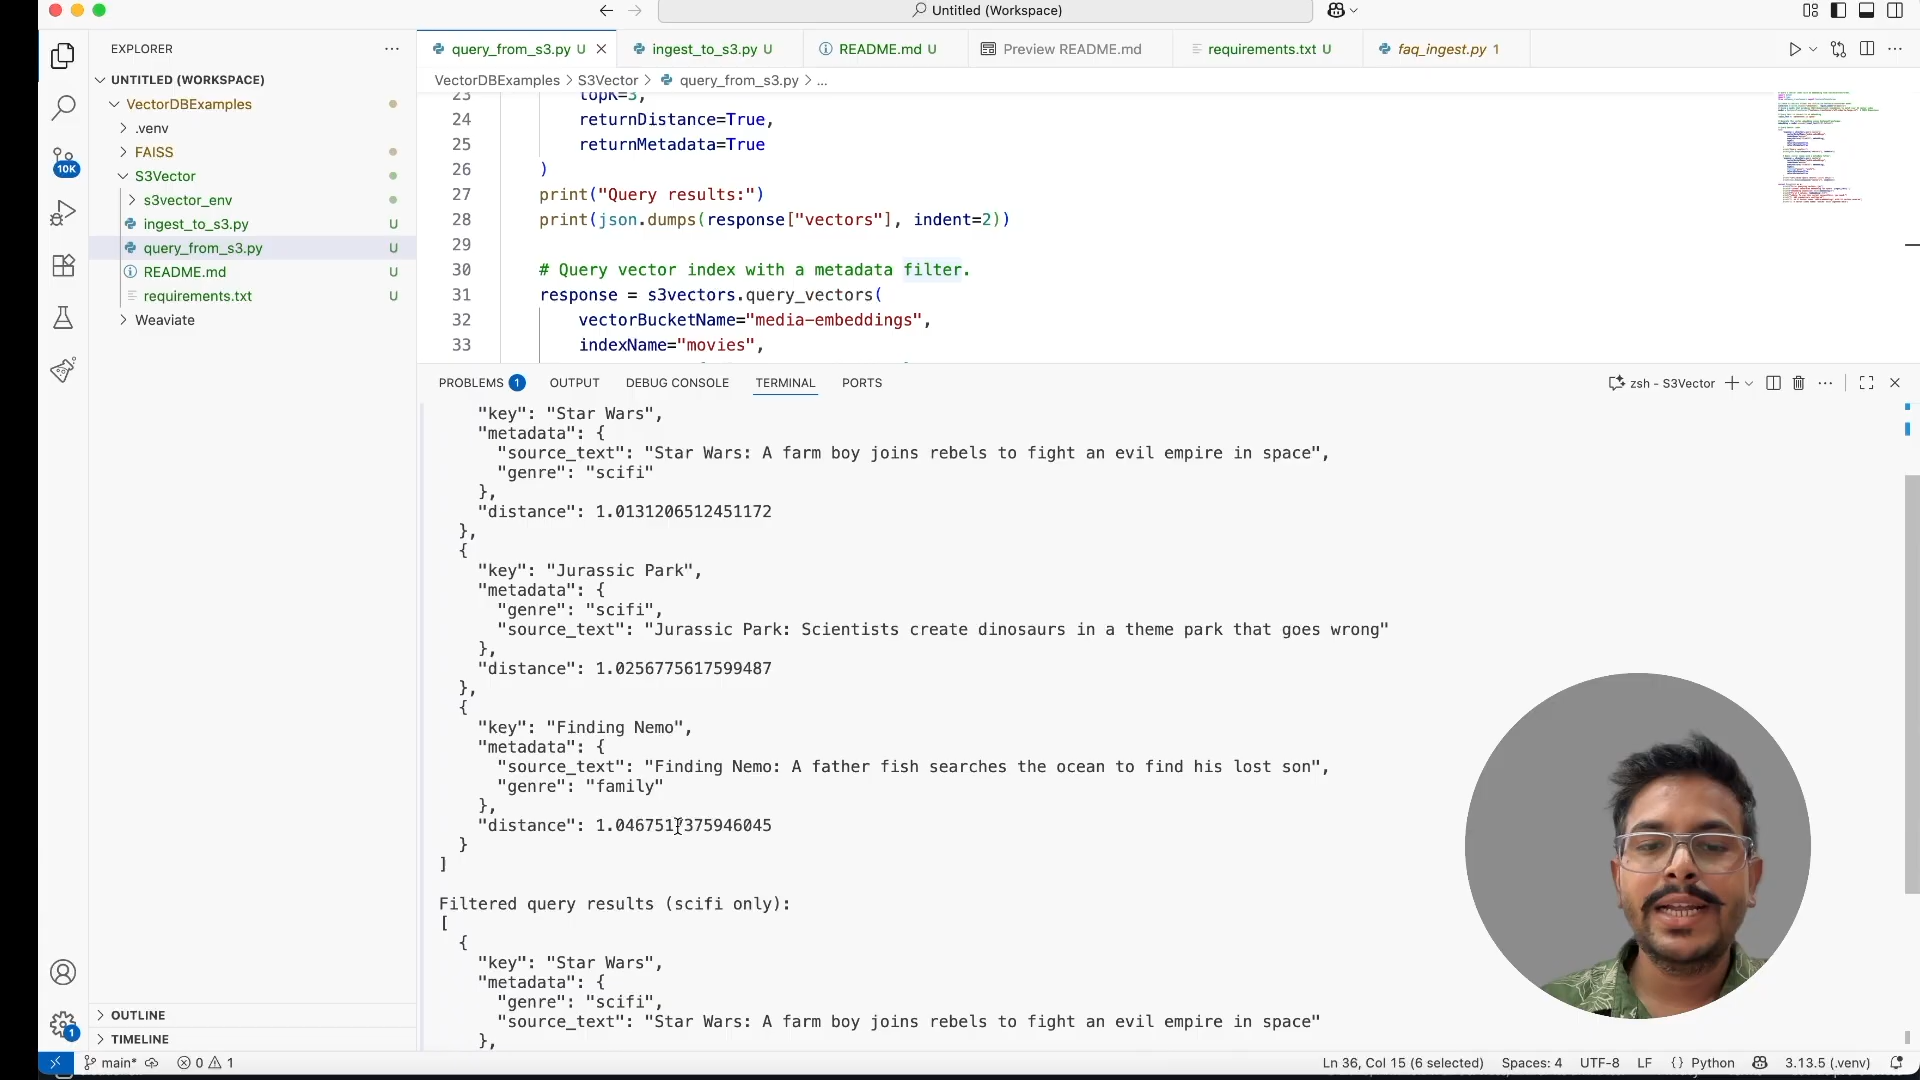 Untitled (Workspace)
EXPLORER
UNTITLED (WORKSPACE)
VectorDBExamples
.venv
FAISS
S3Vector
s3vector_env
ingest_to_s3.py U
query_from_s3.py U
README.md U
requirements.txt U
Weaviate
10K
OUTLINE
TIMELINE
query_from_s3.py U
ingest_to_s3.py U
README.md U
Preview README.md
requirements.txt U
faq_ingest.py 1
VectorDBExamples > S3Vector > query_from_s3.py > ...
23 topK=3,
24 returnDistance=True,
25 returnMetadata=True
26 )
27 print("Query results:")
28 print(json.dumps(response["vectors"], indent=2))
29
30 # Query vector index with a metadata filter.
31 response = s3vectors.query_vectors(
32 vectorBucketName="media-embeddings",
33 indexName="movies",
PROBLEMS 1 OUTPUT DEBUG CONSOLE TERMINAL PORTS
zsh - S3Vector
"key": "Star Wars",
"metadata": {
"source_text": "Star Wars: A farm boy joins rebels to fight an evil empire in space",
"genre": "scifi"
},
"distance": 1.0131206512451172
},
{
"key": "Jurassic Park",
"metadata": {
"genre": "scifi",
"source_text": "Jurassic Park: Scientists create dinosaurs in a theme park that goes wrong"
},
"distance": 1.0256775617599487
},
{
"key": "Finding Nemo",
"metadata": {
"source_text": "Finding Nemo: A father fish searches the ocean to find his lost son",
"genre": "family"
},
"distance": 1.0467517375946045
}
]
Filtered query results (scifi only):
[
{
"key": "Star Wars",
"metadata": {
"genre": "scifi",
"source_text": "Star Wars: A farm boy joins rebels to fight an evil empire in space"
},
1
main* 0 1
Ln 36, Col 15 (6 selected) Spaces: 4 UTF-8 LF {} Python 3.13.5 (.venv)